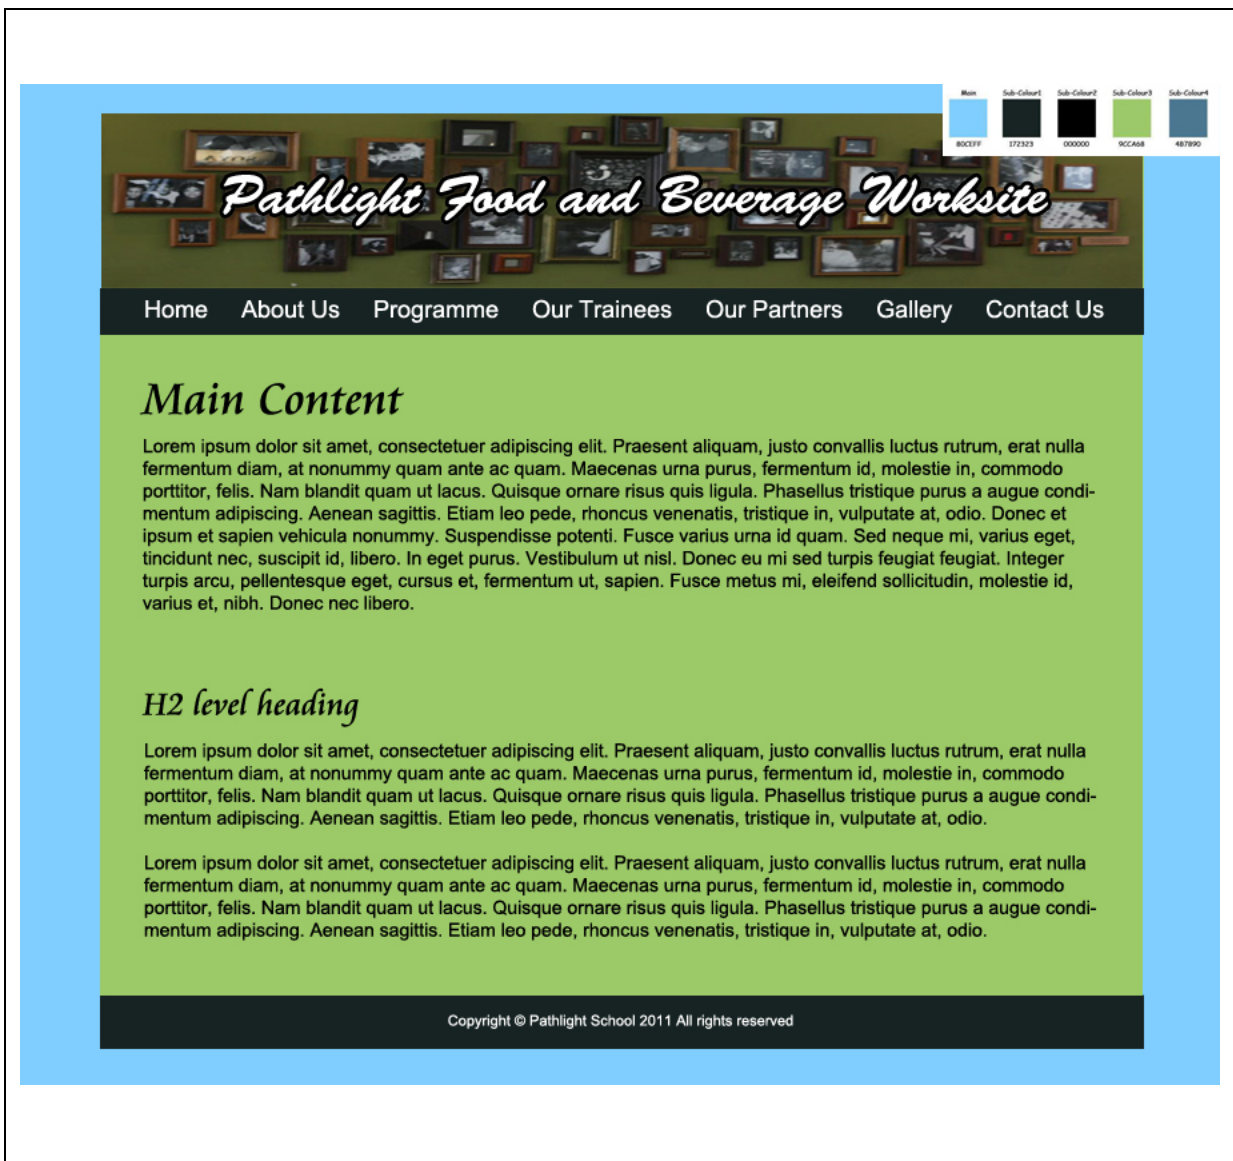 Main Sub-Colour1 Sub-Colour2 Sub-Colour3 Sub-Colour4
80CEFF 172323 000000 9CCA68 4B7890
Pathlight Food and Beverage Worksite
Home About Us Programme Our Trainees Our Partners Gallery Contact Us
Main Content
Lorem ipsum dolor sit amet, consectetuer adipiscing elit. Praesent aliquam, justo convallis luctus rutrum, erat nulla
fermentum diam, at nonummy quam ante ac quam. Maecenas urna purus, fermentum id, molestie in, commodo
porttitor, felis. Nam blandit quam ut lacus. Quisque ornare risus quis ligula. Phasellus tristique purus a augue condi-
mentum adipiscing. Aenean sagittis. Etiam leo pede, rhoncus venenatis, tristique in, vulputate at, odio. Donec et
ipsum et sapien vehicula nonummy. Suspendisse potenti. Fusce varius urna id quam. Sed neque mi, varius eget,
tincidunt nec, suscipit id, libero. In eget purus. Vestibulum ut nisl. Donec eu mi sed turpis feugiat feugiat. Integer
turpis arcu, pellentesque eget, cursus et, fermentum ut, sapien. Fusce metus mi, eleifend sollicitudin, molestie id,
varius et, nibh. Donec nec libero.
H2 level heading
Lorem ipsum dolor sit amet, consectetuer adipiscing elit. Praesent aliquam, justo convallis luctus rutrum, erat nulla
fermentum diam, at nonummy quam ante ac quam. Maecenas urna purus, fermentum id, molestie in, commodo
porttitor, felis. Nam blandit quam ut lacus. Quisque ornare risus quis ligula. Phasellus tristique purus a augue condi-
mentum adipiscing. Aenean sagittis. Etiam leo pede, rhoncus venenatis, tristique in, vulputate at, odio.
Lorem ipsum dolor sit amet, consectetuer adipiscing elit. Praesent aliquam, justo convallis luctus rutrum, erat nulla
fermentum diam, at nonummy quam ante ac quam. Maecenas urna purus, fermentum id, molestie in, commodo
porttitor, felis. Nam blandit quam ut lacus. Quisque ornare risus quis ligula. Phasellus tristique purus a augue condi-
mentum adipiscing. Aenean sagittis. Etiam leo pede, rhoncus venenatis, tristique in, vulputate at, odio.
Copyright © Pathlight School 2011 All rights reserved